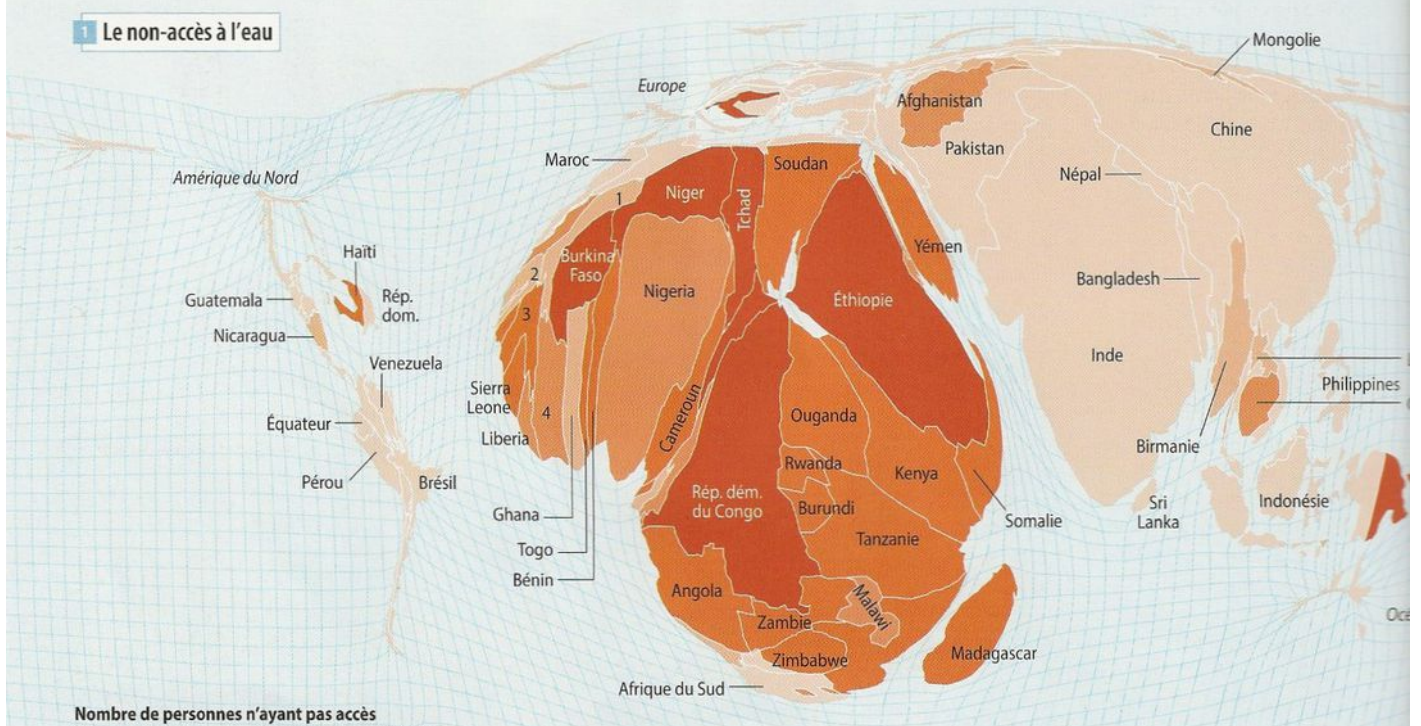 1 Le non-accès à l'eau
Mongolie
Europe
Afghanistan
Chine
Pakistan
Maroc
Soudan
Népal
Amérique du Nord
Niger
Tchad
1
Haïti
Burkina
Faso
Yémen
2
Bangladesh
Guatemala
Rép.
dom.
Nigeria
Éthiopie
3
Nicaragua
Inde
Venezuela
Philippines
Sierra
Leone
4
Cameroun
Ouganda
Équateur
Liberia
Birmanie
Rwanda
Kenya
Pérou
Brésil
Rép. dém.
du Congo
Sri
Lanka
Indonésie
Ghana
Burundi
Somalie
Togo
Tanzanie
Bénin
Angola
Malawi
Zambie
Zimbabwe
Madagascar
Afrique du Sud
Nombre de personnes n'ayant pas accès